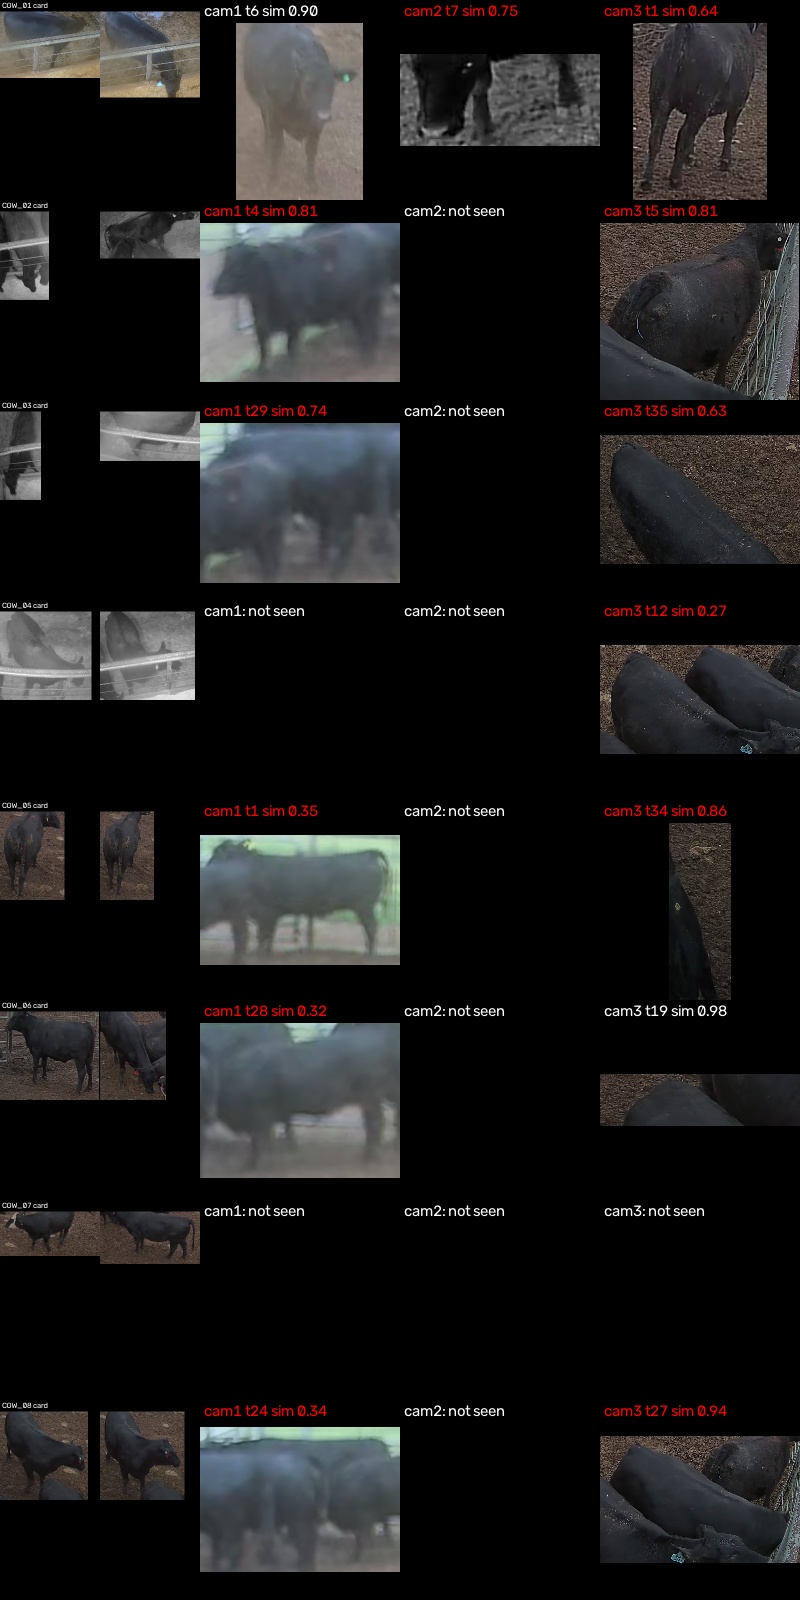 COW_01 card
cam1 t6 sim 0.90
cam2 t7 sim 0.75
cam3 t1 sim 0.64
COW_02 card
cam1 t4 sim 0.81
cam2: not seen
cam3 t5 sim 0.81
COW_03 card
cam1 t29 sim 0.74
cam2: not seen
cam3 t35 sim 0.63
COW_04 card
cam1: not seen
cam2: not seen
cam3 t12 sim 0.27
COW_05 card
cam1 t1 sim 0.35
cam2: not seen
cam3 t34 sim 0.86
COW_06 card
cam1 t28 sim 0.32
cam2: not seen
cam3 t19 sim 0.98
COW_07 card
cam1: not seen
cam2: not seen
cam3: not seen
COW_08 card
cam1 t24 sim 0.34
cam2: not seen
cam3 t27 sim 0.94